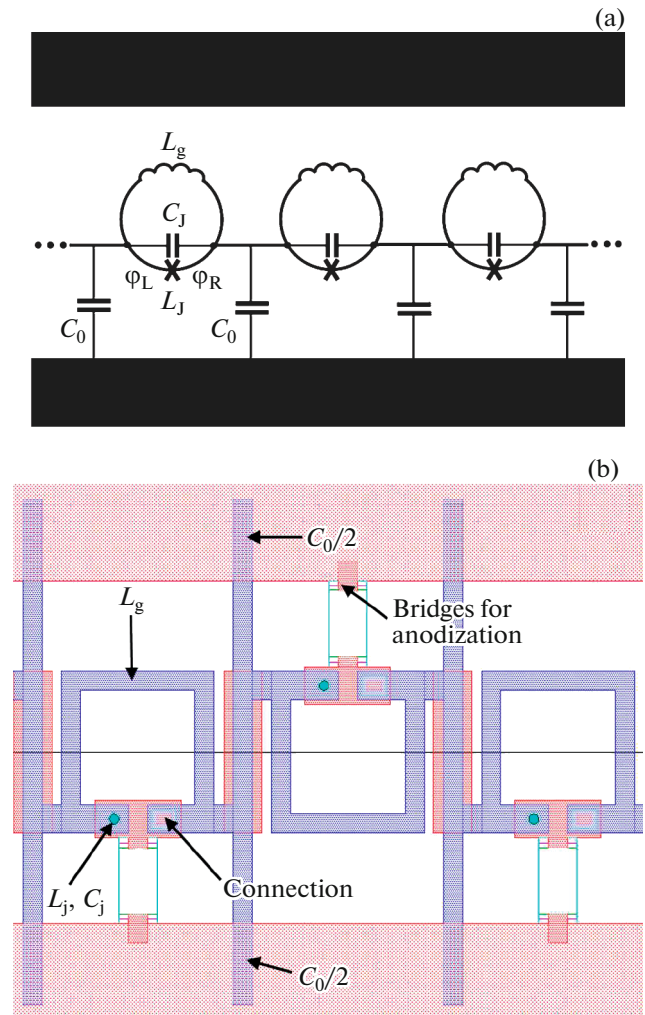 (a)
L_g
C_J
φ_L φ_R
L_J
C_0 C_0
(b)
C_0/2
L_g
Bridges for
anodization
Connection
L_j, C_j
C_0/2